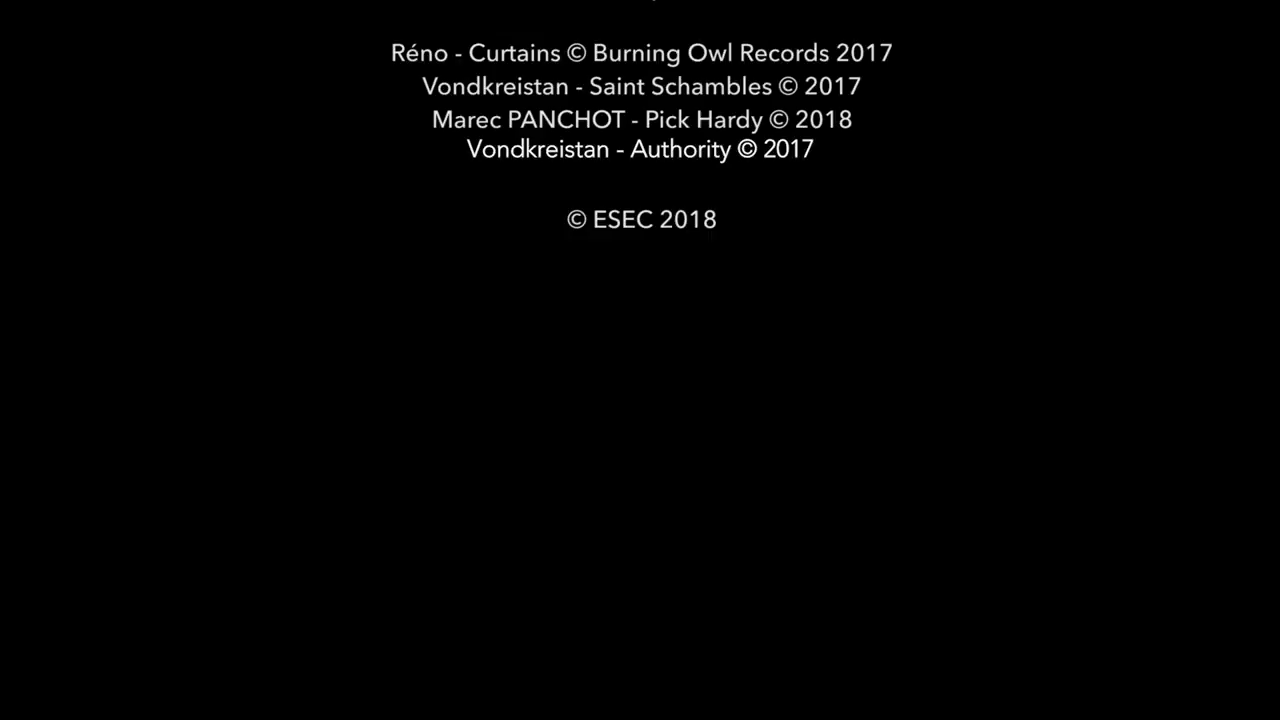 Réno - Curtains © Burning Owl Records 2017
Vondkreistan - Saint Schambles © 2017
Marec PANCHOT - Pick Hardy © 2018
Vondkreistan - Authority © 2017
© ESEC 2018